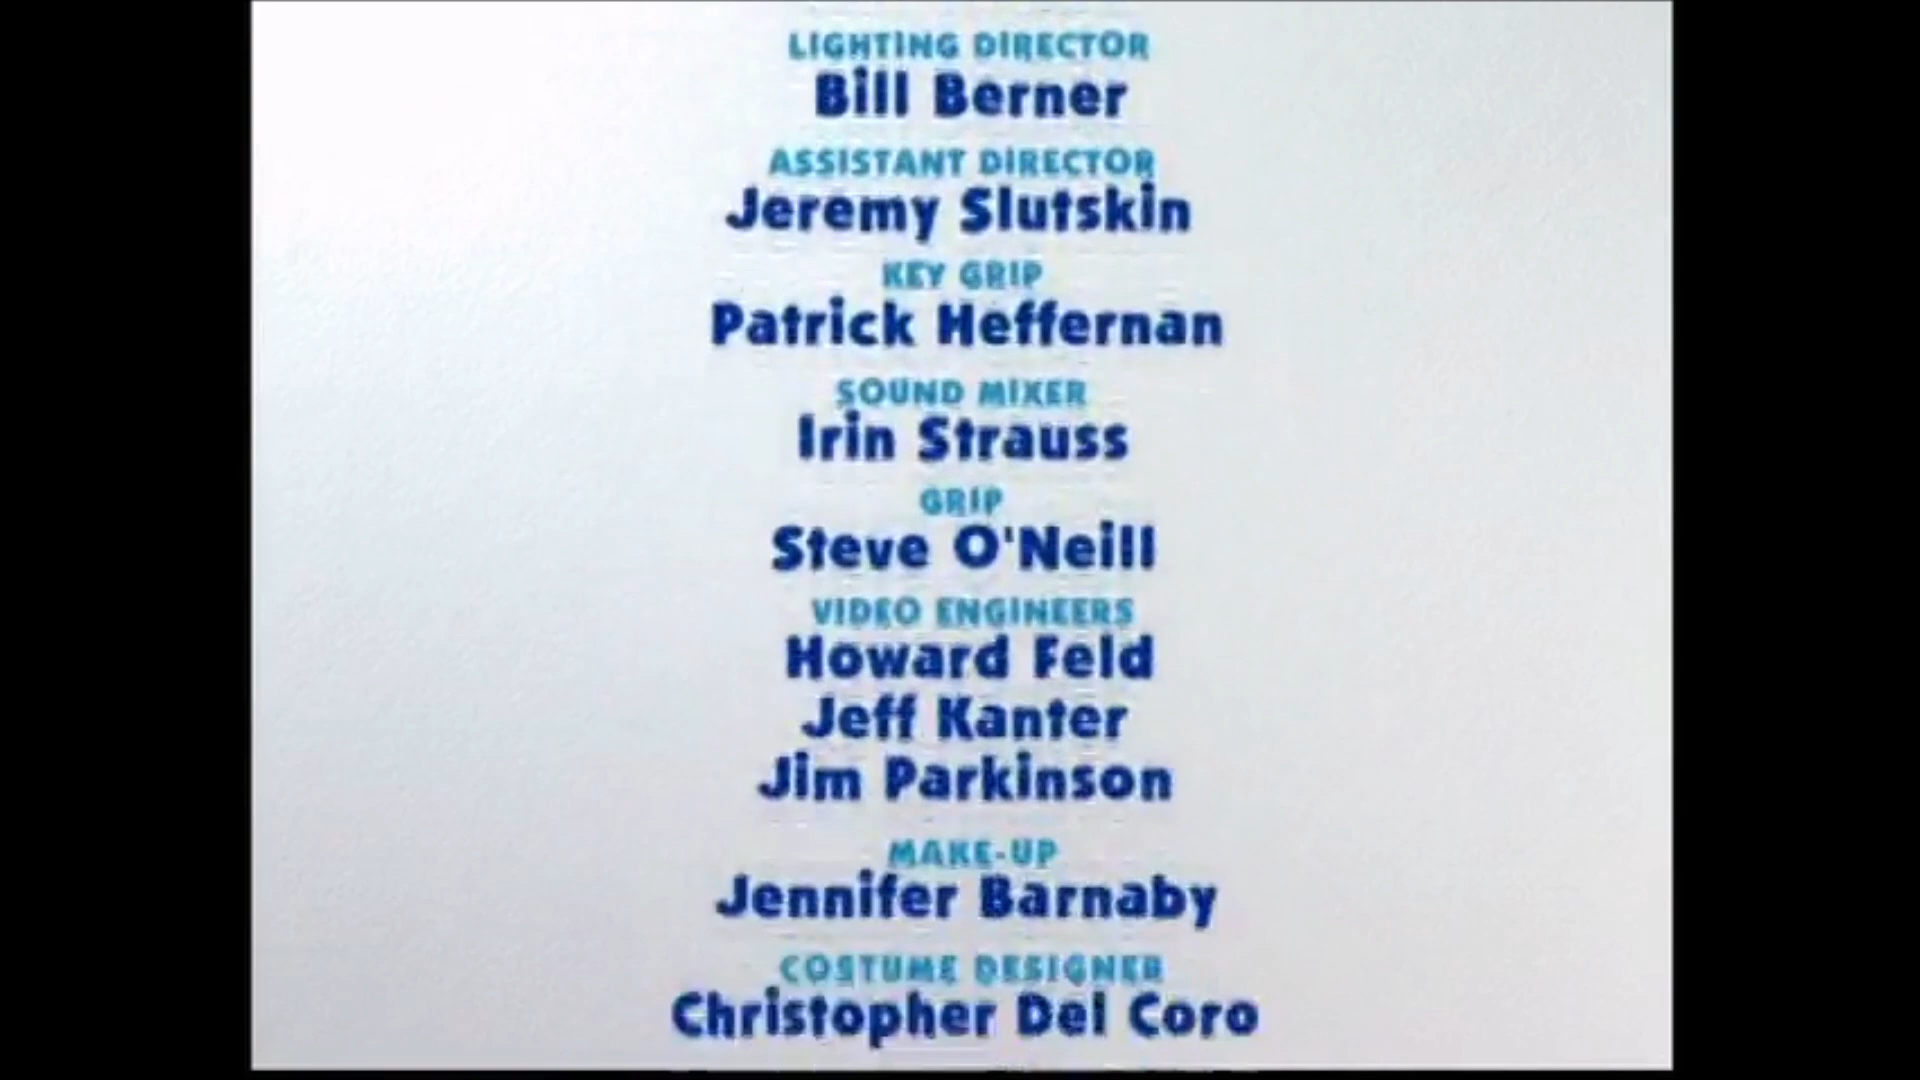 LIGHTING DIRECTOR
Bill Berner
ASSISTANT DIRECTOR
Jeremy Slutskin
KEY GRIP
Patrick Heffernan
SOUND MIXER
Irin Strauss
GRIP
Steve O'Neill
VIDEO ENGINEERS
Howard Feld
Jeff Kanter
Jim Parkinson
MAKE-UP
Jennifer Barnaby
COSTUME DESIGNER
Christopher Del Coro